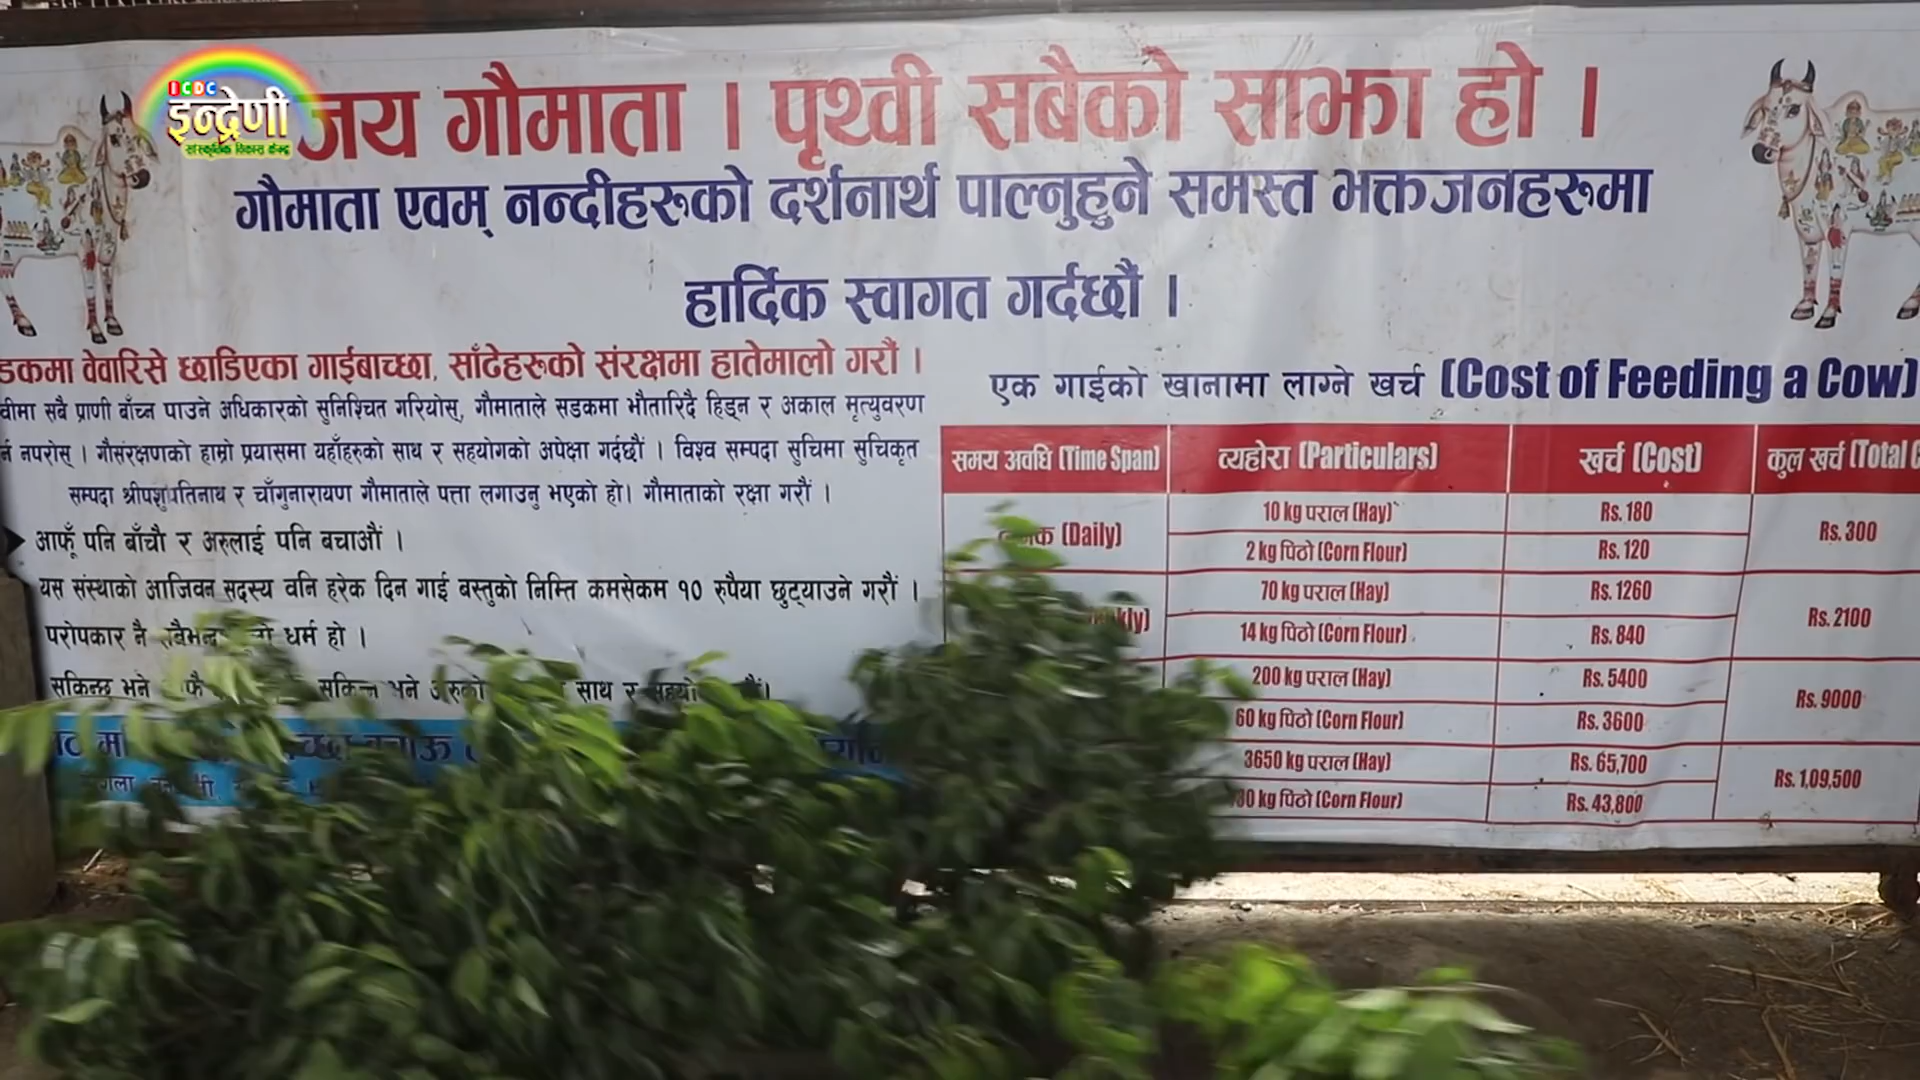 ICDC
इन्द्रेणी
सांस्कृतिक विकास केन्द्र
जय गौमाता । पृथ्वी सबैको साझा हो ।
गौमाता एवम् नन्दीहरुको दर्शनार्थ पाल्नुहुने समस्त भक्तजनहरुमा
हार्दिक स्वागत गर्दछौं ।
डकमा वेवारिसे छाडिएका गाईबाच्छा, साँढेहरुको संरक्षमा हातेमालो गरौं ।
वीमा सबै प्राणी बाँच्न पाउने अधिकारको सुनिश्चित गरियोस्, गौमाताले सडकमा भौतारिदै हिड्न र अकाल मृत्युवरण
र्न नपरोस् । गौसंरक्षणको हाम्रो प्रयासमा यहाँहरुको साथ र सहयोगको अपेक्षा गर्दछौं । विश्व सम्पदा सुचिमा सुचिकृत
सम्पदा श्रीपशुपतिनाथ र चाँगुनारायण गौमाताले पत्ता लगाउनु भएको हो। गौमाताको रक्षा गरौं ।
आफूँ पनि बाँचौ र अरुलाई पनि बचाऔं ।
यस संस्थाको आजिवन सदस्य वनि हरेक दिन गाई बस्तुको निम्ति कमसेकम १० रुपैया छुट्याउने गरौं ।
परोपकार नै धर्म हो ।
सकिन्छ भने साथ र
एक गाईको खानामा लाग्ने खर्च (Cost of Feeding a Cow)
समय अवधि (Time Span) व्यहोरा (Particulars) खर्च (Cost) कुल खर्च (Total C
(Daily) 10 kg पराल (Hay) Rs. 180 Rs. 300
2 kg पिठो (Corn Flour) Rs. 120
kly) 70 kg पराल (Hay) Rs. 1260 Rs. 2100
14 kg पिठो (Corn Flour) Rs. 840
200 kg पराल (Hay) Rs. 5400 Rs. 9000
60 kg पिठो (Corn Flour) Rs. 3600
3650 kg पराल (Hay) Rs. 65,700 Rs. 1,09,500
30 kg पिठो (Corn Flour) Rs. 43,800